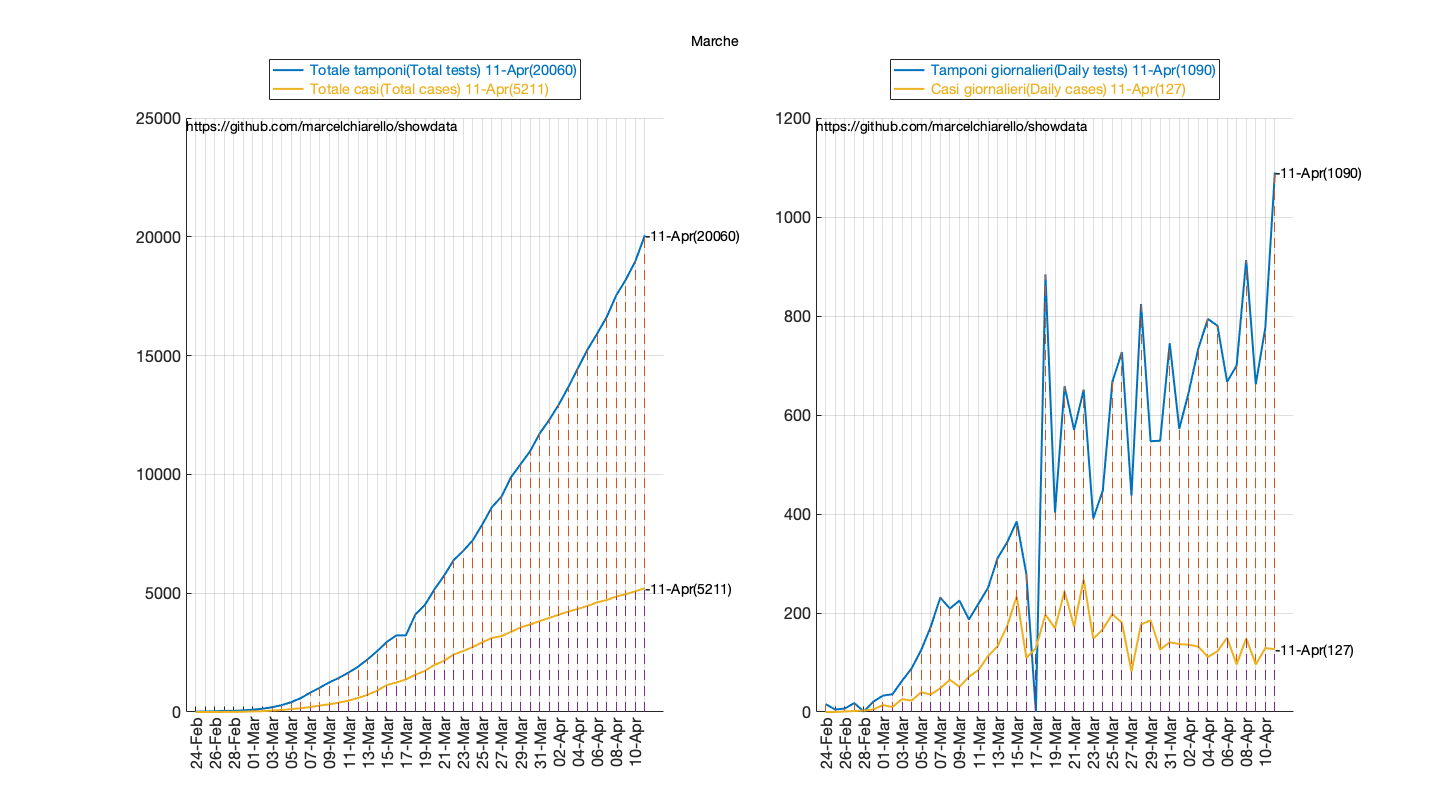 Marche
Totale tamponi(Total tests) 11-Apr(20060)
Totale casi(Total cases) 11-Apr(5211)
https://github.com/marcelchiarello/showdata
25000
20000
15000
10000
5000
0
-11-Apr(20060)
-11-Apr(5211)
24-Feb
26-Feb
28-Feb
01-Mar
03-Mar
05-Mar
07-Mar
09-Mar
11-Mar
13-Mar
15-Mar
17-Mar
19-Mar
21-Mar
23-Mar
25-Mar
27-Mar
29-Mar
31-Mar
02-Apr
04-Apr
06-Apr
08-Apr
10-Apr
Tamponi giornalieri(Daily tests) 11-Apr(1090)
Casi giornalieri(Daily cases) 11-Apr(127)
https://github.com/marcelchiarello/showdata
1200
1000
800
600
400
200
0
-11-Apr(1090)
-11-Apr(127)
24-Feb
26-Feb
28-Feb
01-Mar
03-Mar
05-Mar
07-Mar
09-Mar
11-Mar
13-Mar
15-Mar
17-Mar
19-Mar
21-Mar
23-Mar
25-Mar
27-Mar
29-Mar
31-Mar
02-Apr
04-Apr
06-Apr
08-Apr
10-Apr